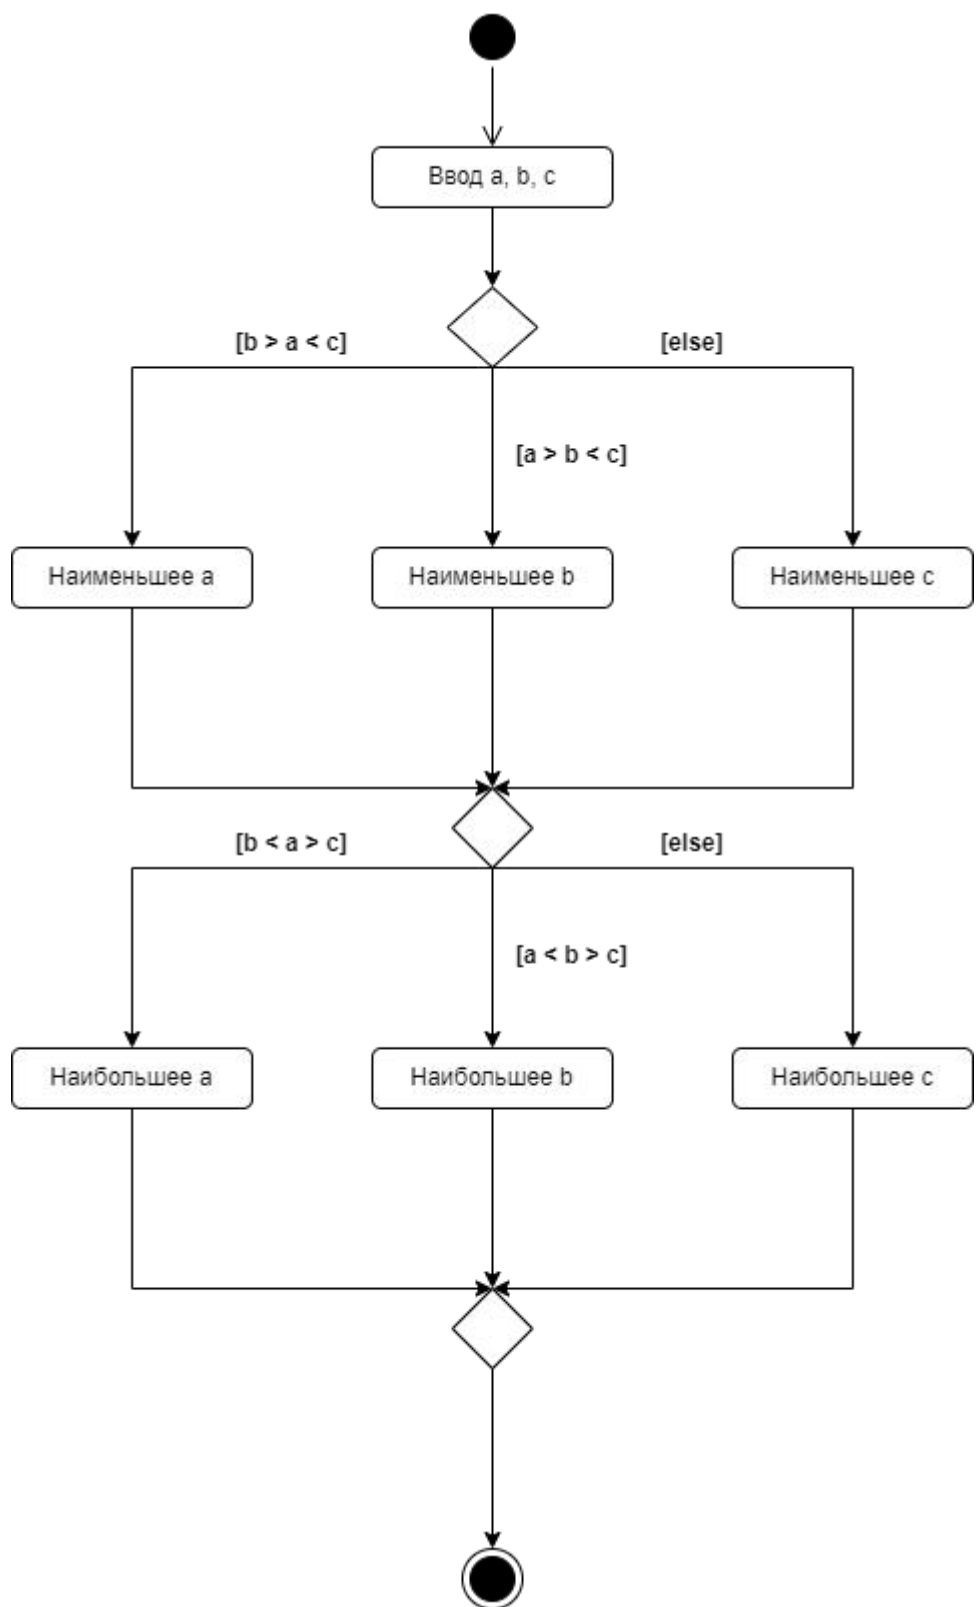 Ввод a, b, c
[b > a < c]
[else]
[a > b < c]
Наименьшее a
Наименьшее b
Наименьшее c
[b < a > c]
[else]
[a < b > c]
Наибольшее a
Наибольшее b
Наибольшее c